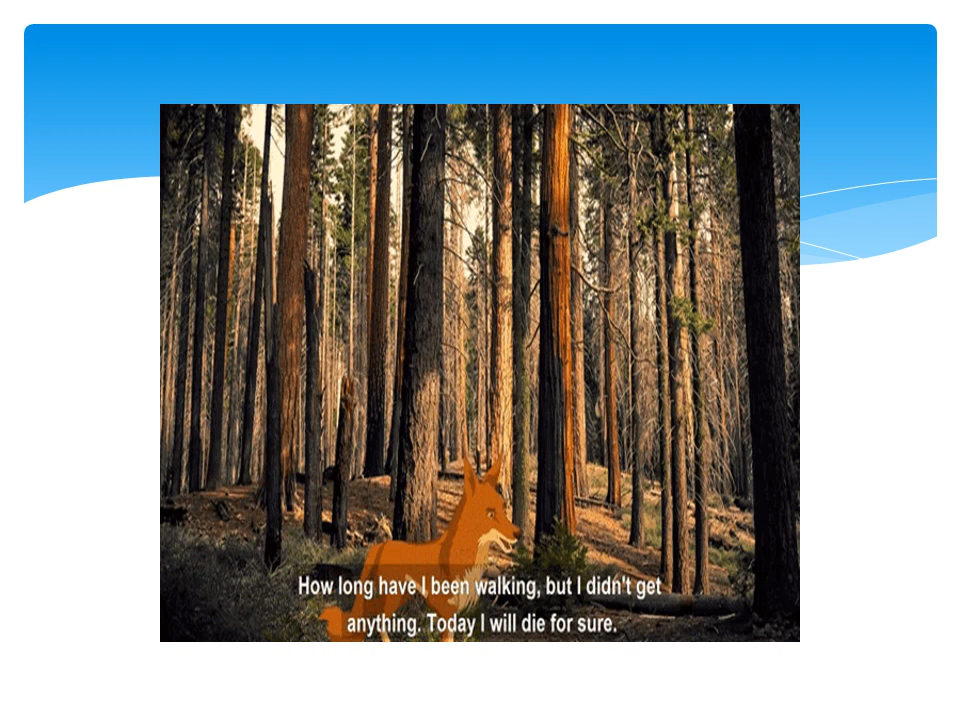 How long have I been walking, but I didn't get
anything. Today I will die for sure.